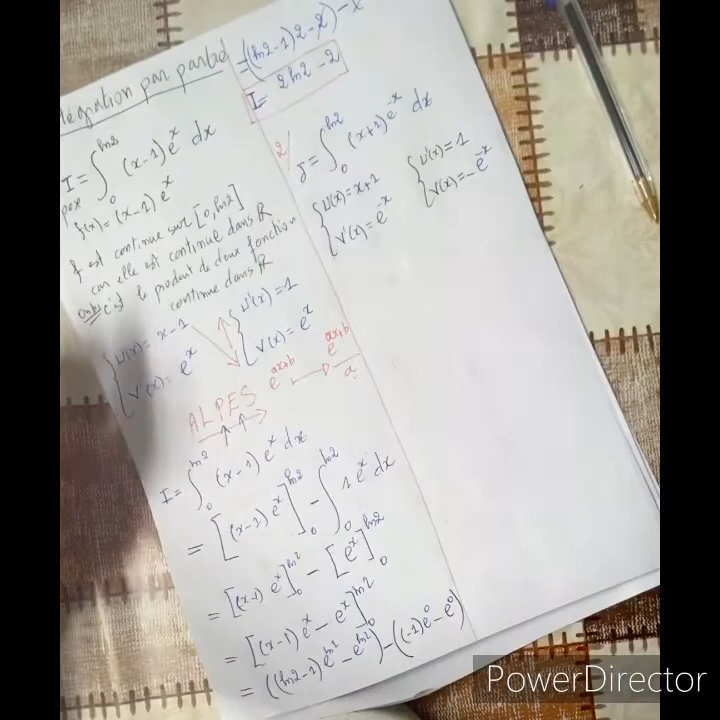 tégration par partie
I = ∫₀^{ln2} (x-1) e^x dx
pose
f(x) = (x-1) e^x
f est continue sur [0, ln2]
car elle est continue dans R
c'est le produit de deux fonction
continue dans R
{ U(x) = x-1 { U'(x) = 1
{ V'(x) = e^x { V(x) = e^x
e^{ax+b} → e^{ax+b}/a
ALPES
I = ∫₀^{ln2} (x-1) e^x dx
= [(x-1) e^x]₀^{ln2} - ∫₀^{ln2} 1 e^x dx
= [(x-1) e^x]₀^{ln2} - [e^x]₀^{ln2}
= [(x-1) e^x - e^x]₀^{ln2}
= ((ln2-1) e^{ln2} - e^{ln2}) - ((-1) e^0 - e^0)
= ((ln2-1) 2 - 2) -
I = 2ln2 - 2
2/ J = ∫₀^{ln2} (x+1) e^{-x} dx
{ U(x) = x+1 { U'(x) = 1
{ V'(x) = e^{-x} { V(x) = -e^{-x}
PowerDirector